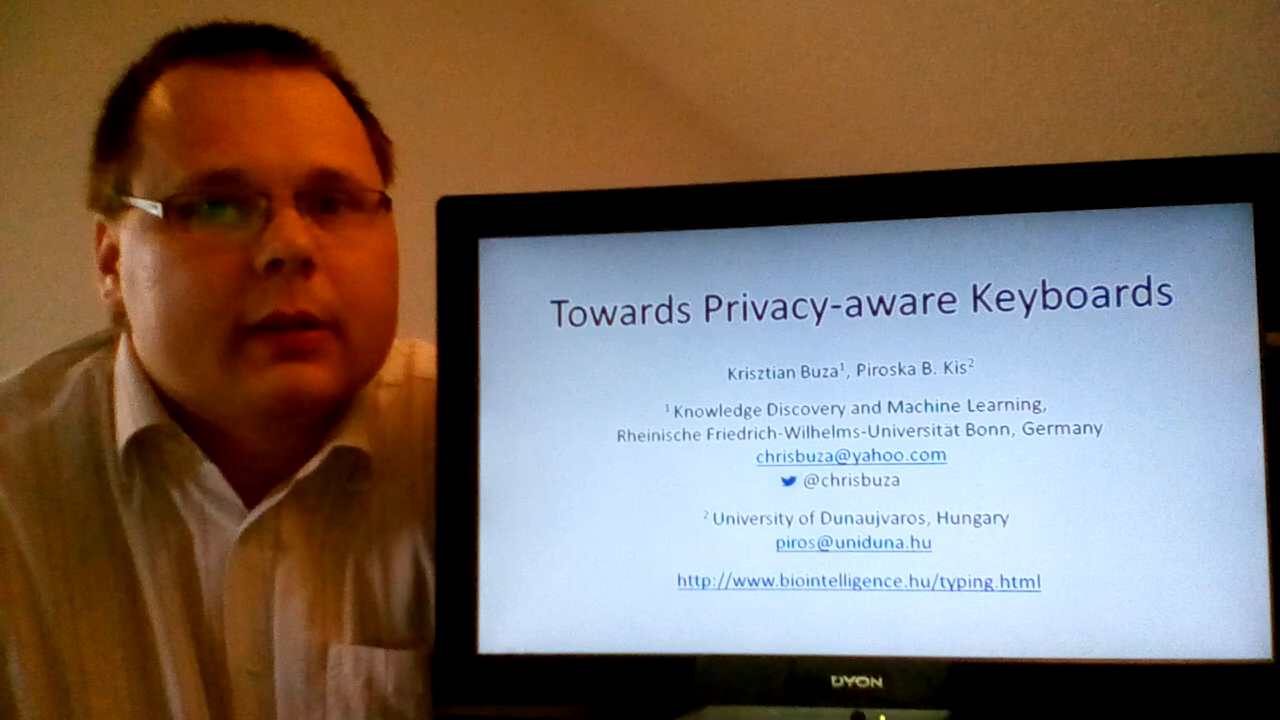 Towards Privacy-aware Keyboards
Krisztian Buza¹, Piroska B. Kis²
¹ Knowledge Discovery and Machine Learning,
Rheinische Friedrich-Wilhelms-Universität Bonn, Germany
chrisbuza@yahoo.com
@chrisbuza
² University of Dunaujvaros, Hungary
piros@uniduna.hu
http://www.biointelligence.hu/typing.html
DYON